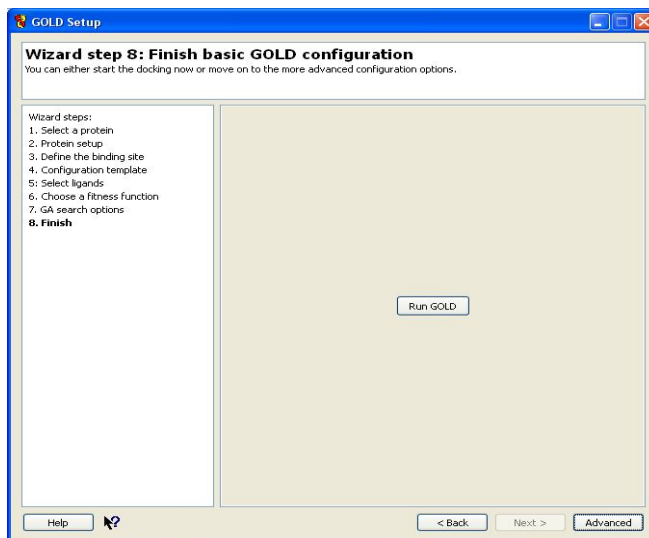 GOLD Setup
Wizard step 8: Finish basic GOLD configuration
You can either start the docking now or move on to the more advanced configuration options.
Wizard steps:
1. Select a protein
2. Protein setup
3. Define the binding site
4. Configuration template
5: Select ligands
6. Choose a fitness function
7. GA search options
8. Finish
Run GOLD
Help
< Back
Next >
Advanced